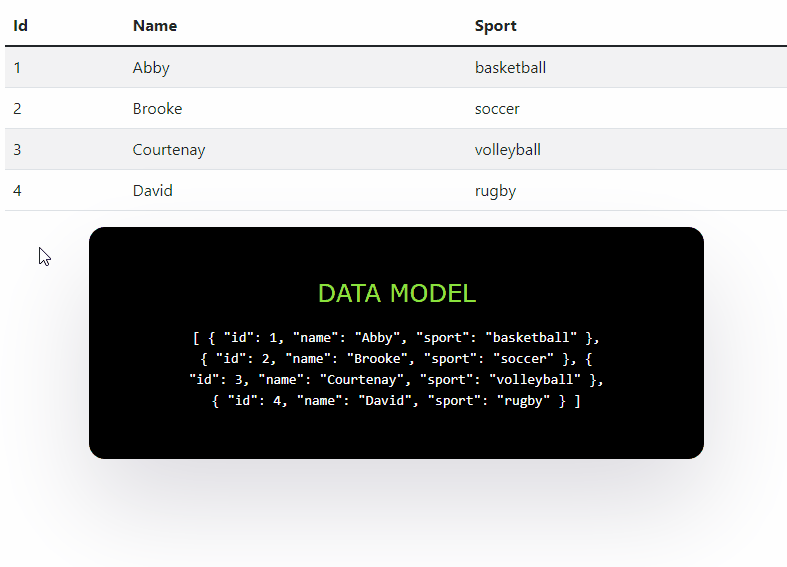 Id Name Sport
1 Abby basketball
2 Brooke soccer
3 Courtenay volleyball
4 David rugby
DATA MODEL
[ { "id": 1, "name": "Abby", "sport": "basketball" },
{ "id": 2, "name": "Brooke", "sport": "soccer" }, {
"id": 3, "name": "Courtenay", "sport": "volleyball" },
{ "id": 4, "name": "David", "sport": "rugby" } ]